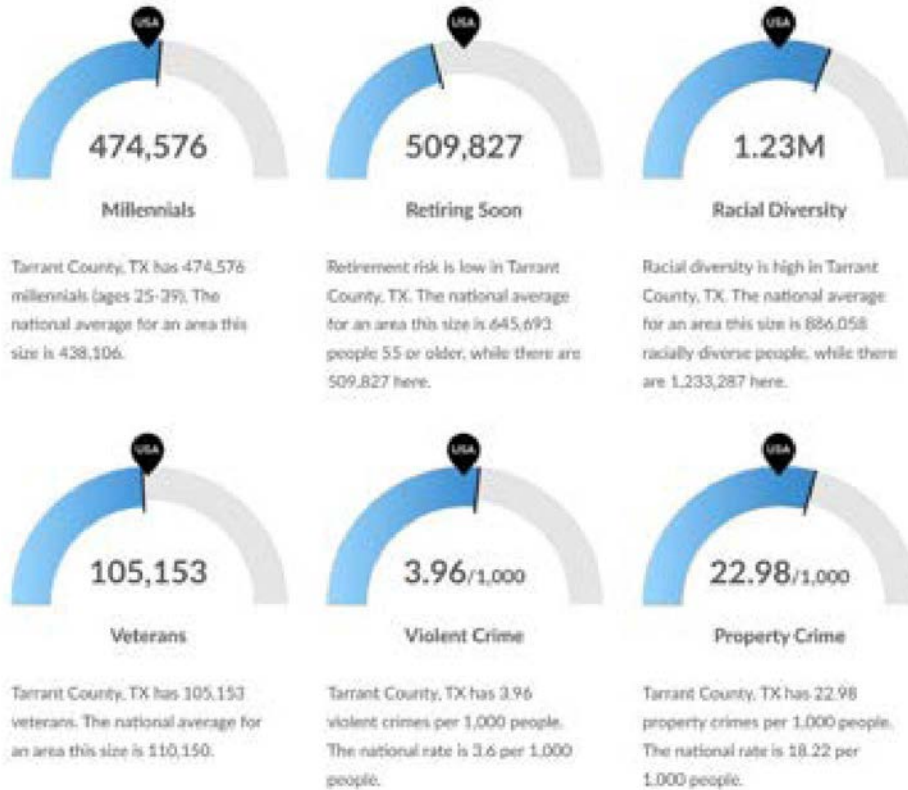 USA
474,576
Millennials
Tarrant County, TX has 474,576
millennials (ages 25-39). The
national average for an area this
size is 438,106.
USA
509,827
Retiring Soon
Retirement risk is low in Tarrant
County, TX. The national average
for an area this size is 645,693
people 55 or older, while there are
509,827 here.
USA
1.23M
Racial Diversity
Racial diversity is high in Tarrant
County, TX. The national average
for an area this size is 886,058
racially diverse people, while there
are 1,233,287 here.
USA
105,153
Veterans
Tarrant County, TX has 105,153
veterans. The national average for
an area this size is 110,150.
USA
3.96/1,000
Violent Crime
Tarrant County, TX has 3.96
violent crimes per 1,000 people.
The national rate is 3.6 per 1,000
people.
USA
22.98/1,000
Property Crime
Tarrant County, TX has 22.98
property crimes per 1,000 people.
The national rate is 18.22 per
1,000 people.